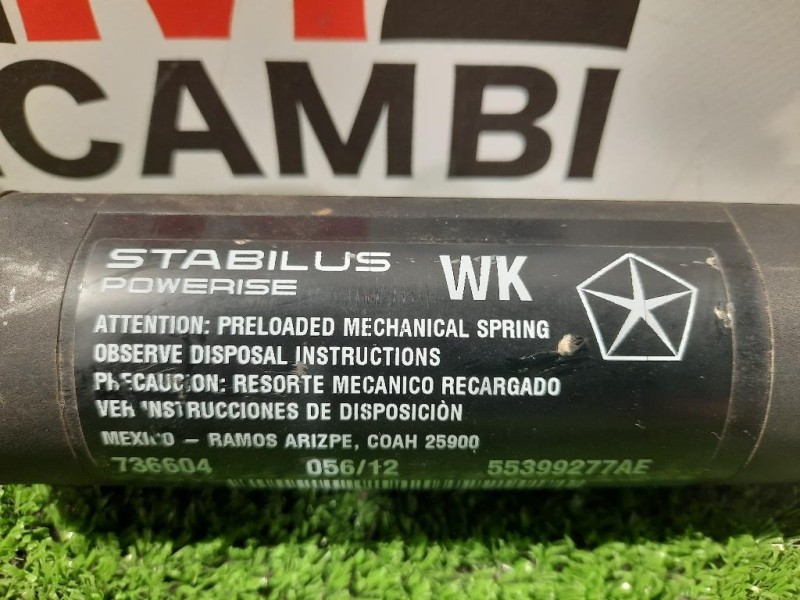 CAMBI
STABILUS WK
POWERISE
ATTENTION: PRELOADED MECHANICAL SPRING
OBSERVE DISPOSAL INSTRUCTIONS
PRECAUCION: RESORTE MECANICO RECARGADO
VER INSTRUCCIONES DE DISPOSICIÒN
MEXICO – RAMOS ARIZPE, COAH 25900
736604 056/12 55399277AE